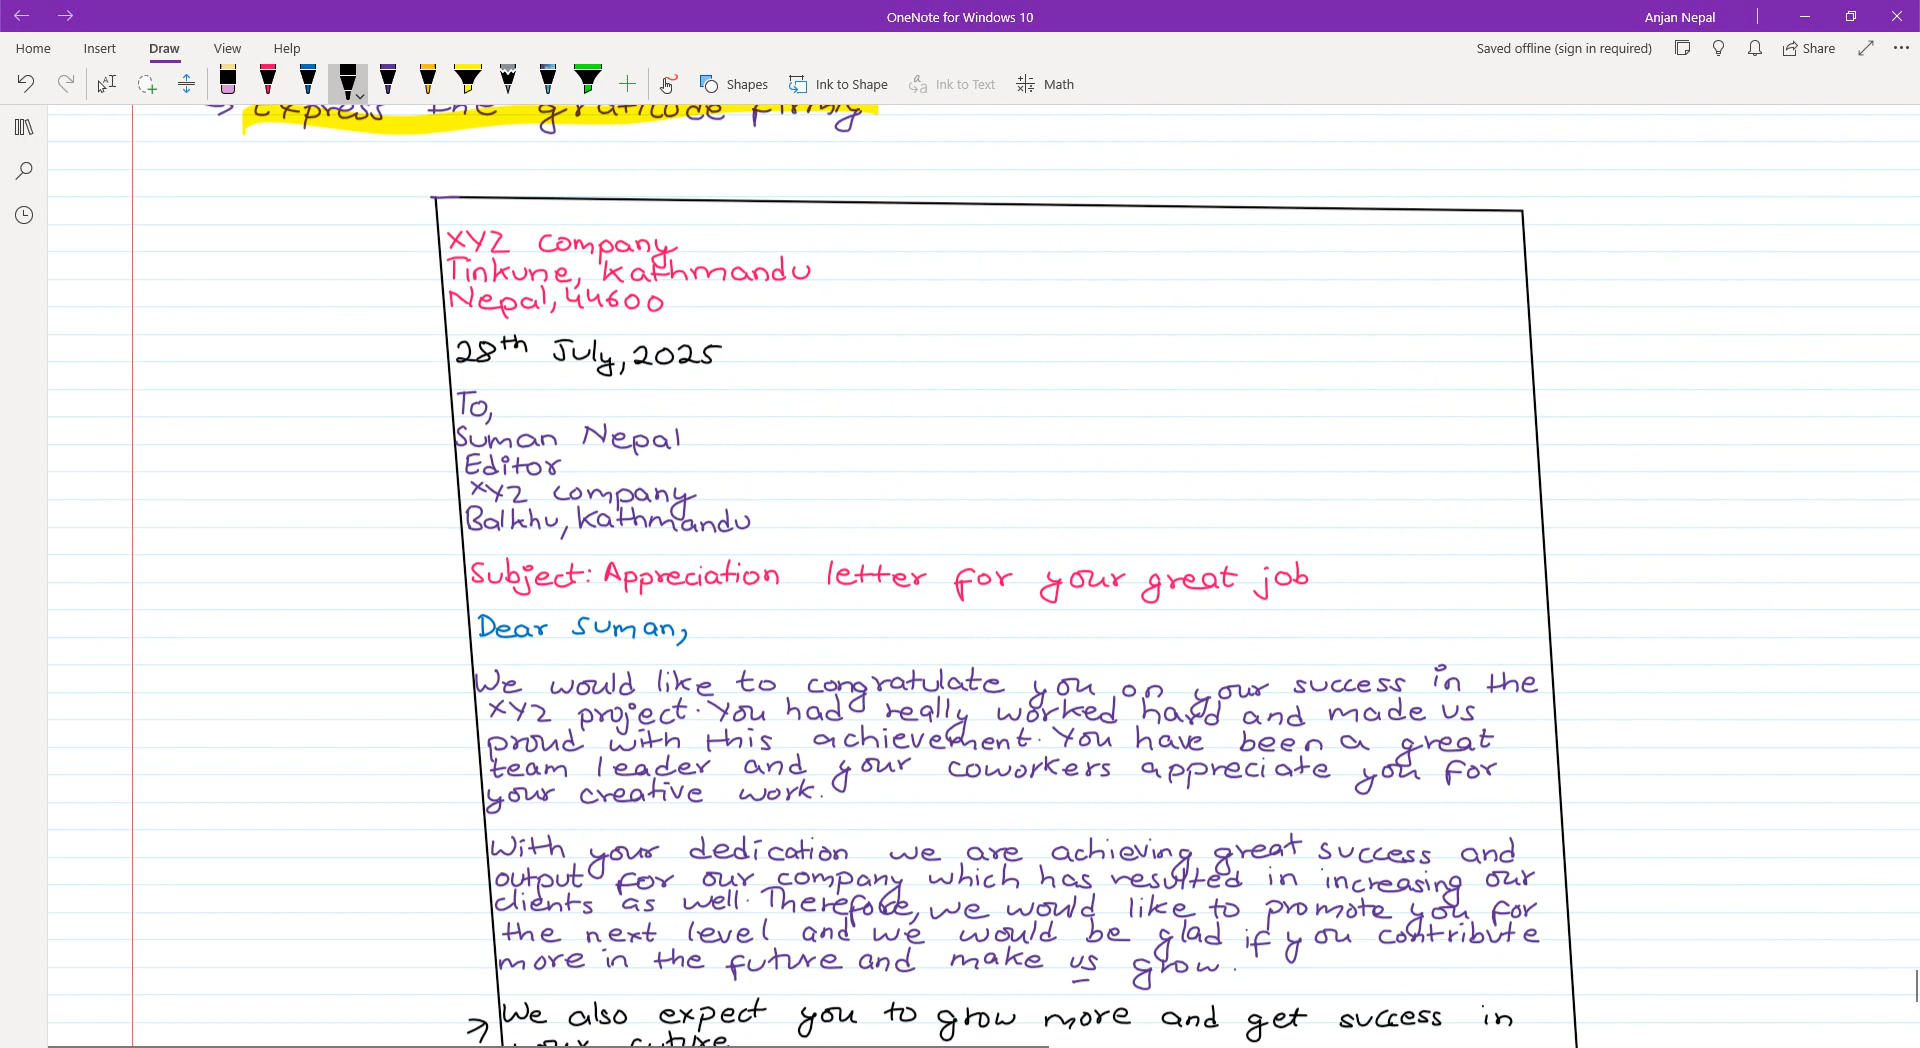 OneNote for Windows 10
Anjan Nepal
Home Insert Draw View Help
Saved offline (sign in required)
Share
Shapes
Ink to Shape
Ink to Text
Math
→ Express the gratitude firmly
XYZ Company
Tinkune, Kathmandu
Nepal, 44600
28th July, 2025
To,
Suman Nepal
Editor
XYZ company
Balkhu, Kathmandu
Subject: Appreciation letter for your great job
Dear Suman,
We would like to congratulate you on your success in the
XYZ project. You had really worked hard and made us
proud with this achievement. You have been a great
team leader and your coworkers appreciate you for
your creative work.
With your dedication we are achieving great success and
output for our company which has resulted in increasing our
clients as well. Therefore, we would like to promote you for
the next level and we would be glad if you contribute
more in the future and make us grow.
→ We also expect you to grow more and get success in
your future